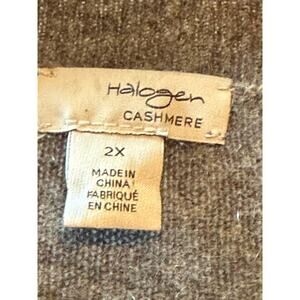 Halogen
CASHMERE
2X
MADE IN
CHINA
FABRIQUÉ
EN CHINE